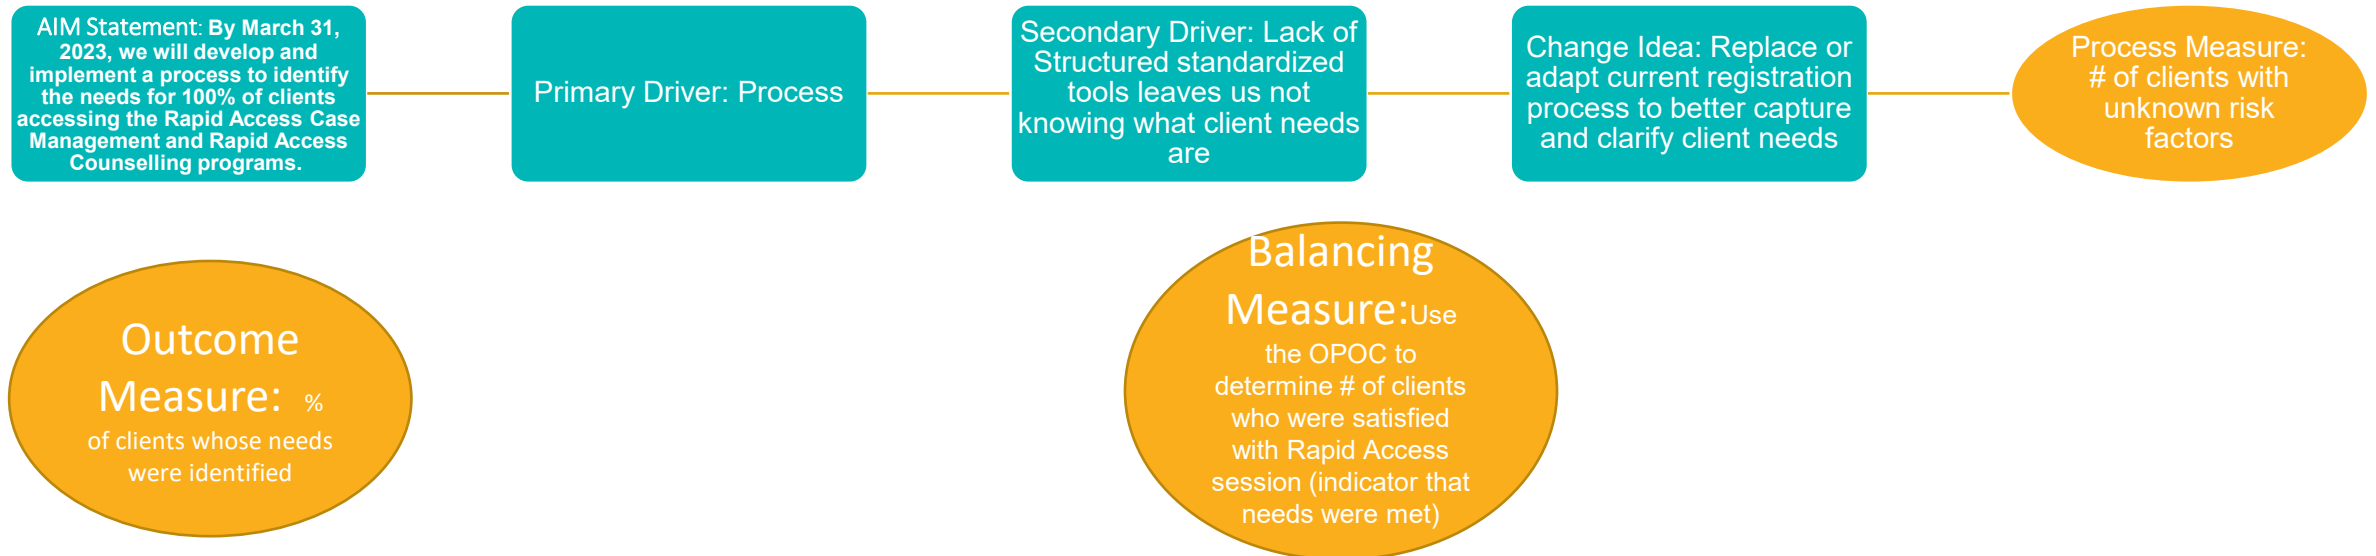 AIM Statement: By March 31,
2023, we will develop and
implement a process to identify
the needs for 100% of clients
accessing the Rapid Access Case
Management and Rapid Access
Counselling programs.
Primary Driver: Process
Secondary Driver: Lack of
Structured standardized
tools leaves us not
knowing what client needs
are
Change Idea: Replace or
adapt current registration
process to better capture
and clarify client needs
Process Measure:
# of clients with
unknown risk
factors
Outcome
Measure: %
of clients whose needs
were identified
Balancing
Measure:Use
the OPOC to
determine # of clients
who were satisfied
with Rapid Access
session (indicator that
needs were met)